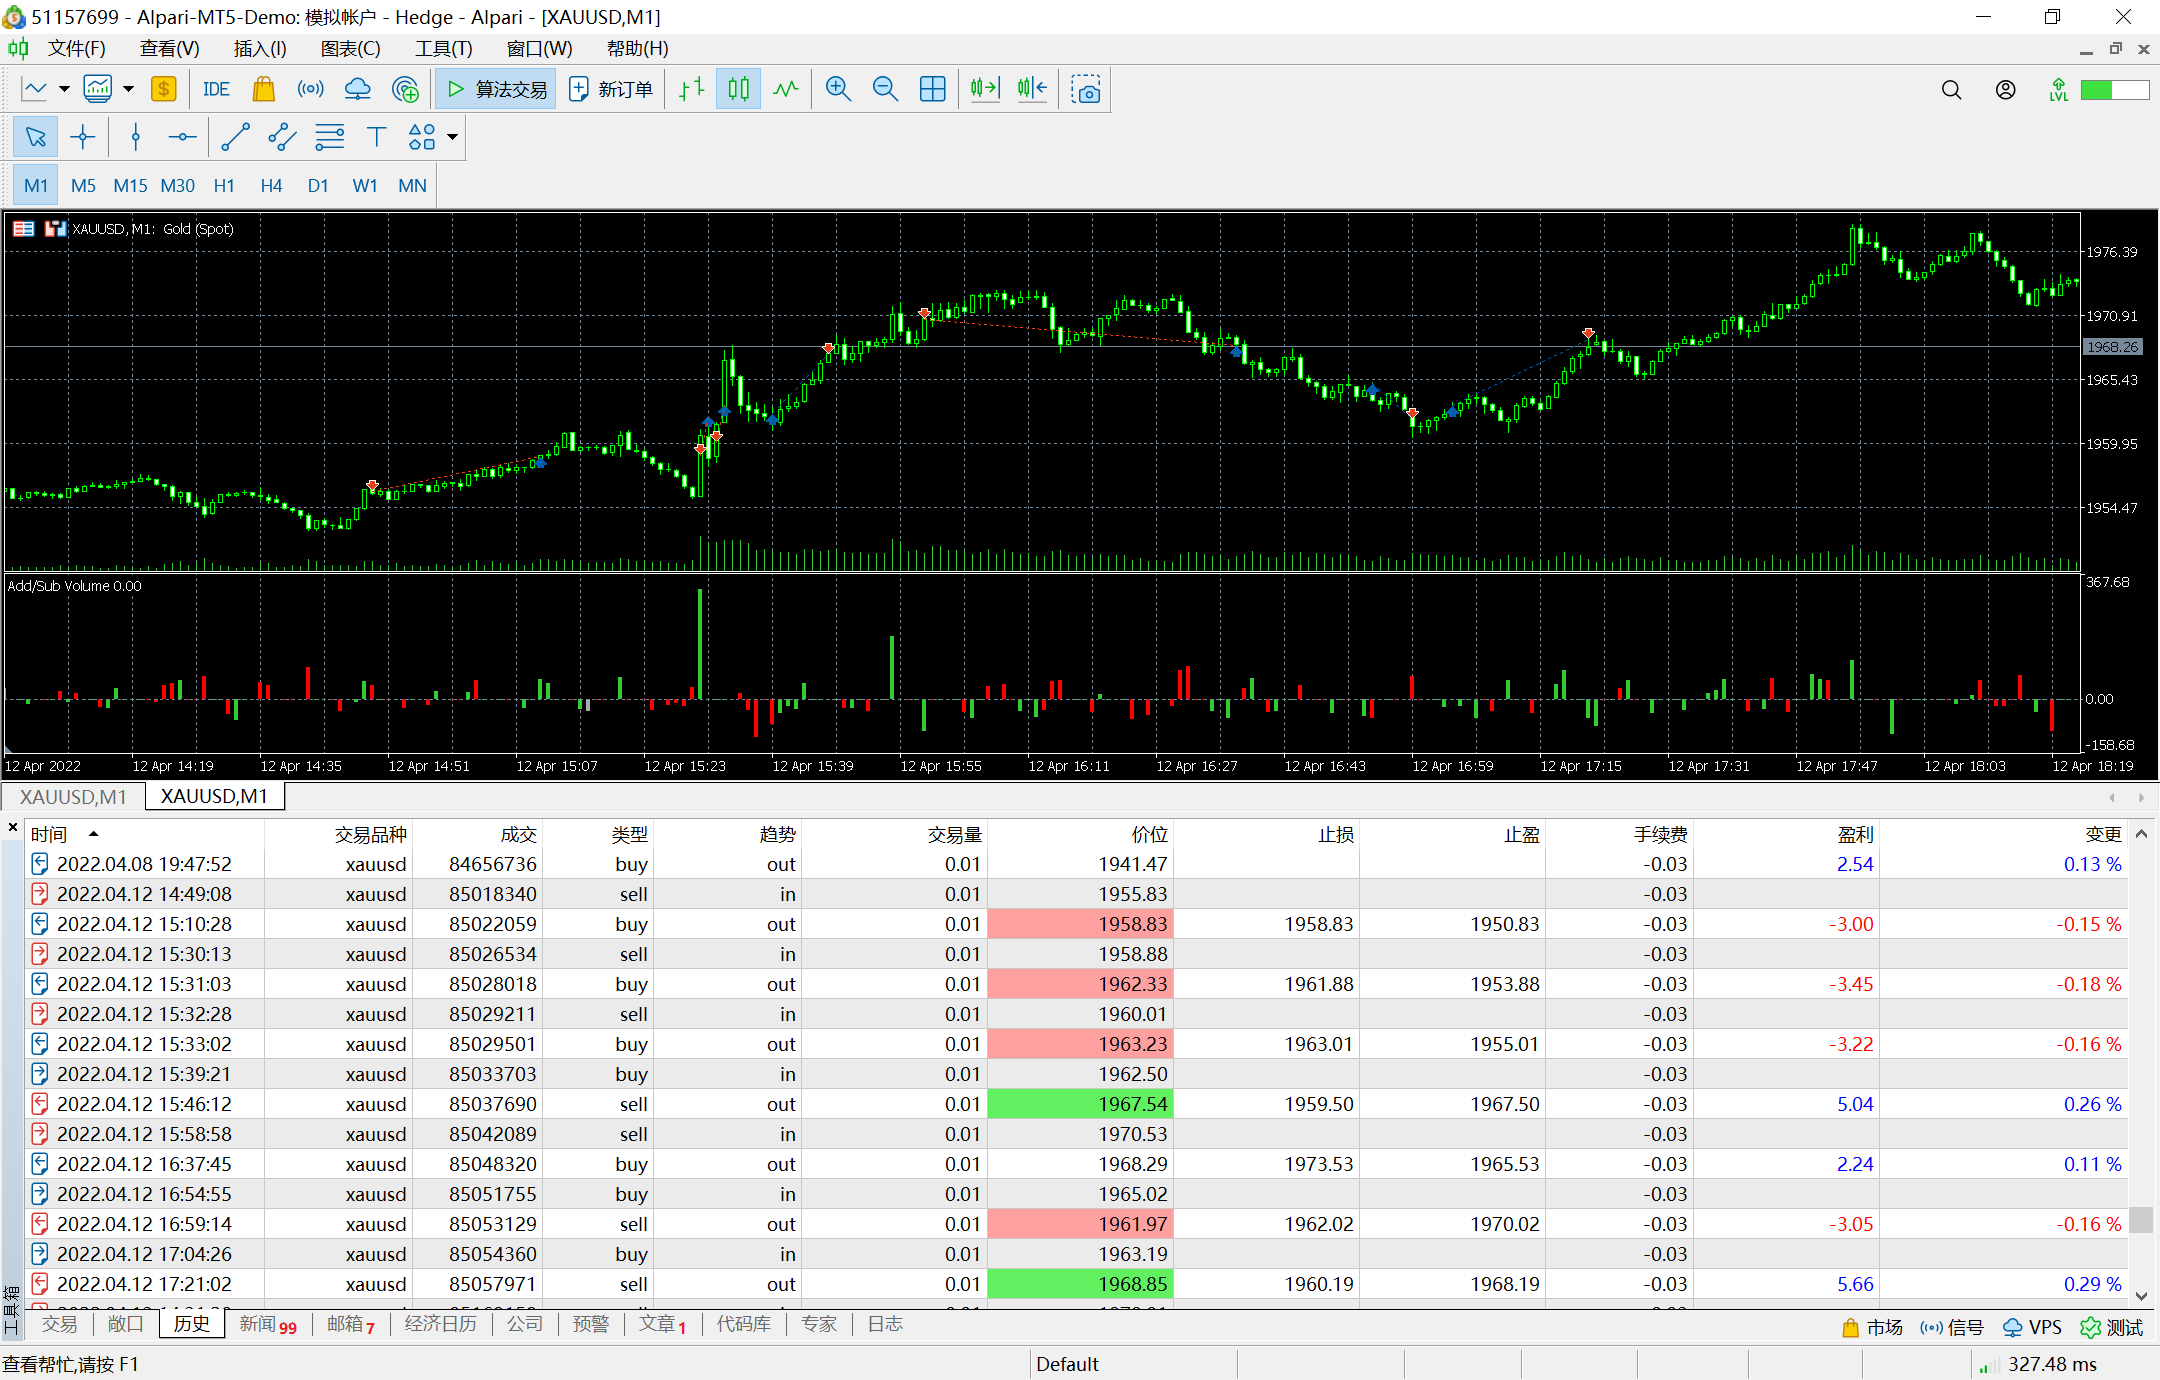 51157699 - Alpari-MT5-Demo: 模拟帐户 - Hedge - Alpari - [XAUUSD,M1]
文件(F) 查看(V) 插入(I) 图表(C) 工具(T) 窗口(W) 帮助(H)
IDE 算法交易 新订单 LVL
M1 M5 M15 M30 H1 H4 D1 W1 MN
XAUUSD, M1: Gold (Spot)
1976.39
1970.91
1968.26
1965.43
1959.95
1954.47
Add/Sub Volume 0.00
367.68
0.00
-158.68
12 Apr 2022 12 Apr 14:19 12 Apr 14:35 12 Apr 14:51 12 Apr 15:07 12 Apr 15:23 12 Apr 15:39 12 Apr 15:55 12 Apr 16:11 12 Apr 16:27 12 Apr 16:43 12 Apr 16:59 12 Apr 17:15 12 Apr 17:31 12 Apr 17:47 12 Apr 18:03 12 Apr 18:19
XAUUSD,M1 XAUUSD,M1
时间 交易品种 成交 类型 趋势 交易量 价位 止损 止盈 手续费 盈利 变更
2022.04.08 19:47:52 xauusd 84656736 buy out 0.01 1941.47 -0.03 2.54 0.13 %
2022.04.12 14:49:08 xauusd 85018340 sell in 0.01 1955.83 -0.03
2022.04.12 15:10:28 xauusd 85022059 buy out 0.01 1958.83 1958.83 1950.83 -0.03 -3.00 -0.15 %
2022.04.12 15:30:13 xauusd 85026534 sell in 0.01 1958.88 -0.03
2022.04.12 15:31:03 xauusd 85028018 buy out 0.01 1962.33 1961.88 1953.88 -0.03 -3.45 -0.18 %
2022.04.12 15:32:28 xauusd 85029211 sell in 0.01 1960.01 -0.03
2022.04.12 15:33:02 xauusd 85029501 buy out 0.01 1963.23 1963.01 1955.01 -0.03 -3.22 -0.16 %
2022.04.12 15:39:21 xauusd 85033703 buy in 0.01 1962.50 -0.03
2022.04.12 15:46:12 xauusd 85037690 sell out 0.01 1967.54 1959.50 1967.50 -0.03 5.04 0.26 %
2022.04.12 15:58:58 xauusd 85042089 sell in 0.01 1970.53 -0.03
2022.04.12 16:37:45 xauusd 85048320 buy out 0.01 1968.29 1973.53 1965.53 -0.03 2.24 0.11 %
2022.04.12 16:54:55 xauusd 85051755 buy in 0.01 1965.02 -0.03
2022.04.12 16:59:14 xauusd 85053129 sell out 0.01 1961.97 1962.02 1970.02 -0.03 -3.05 -0.16 %
2022.04.12 17:04:26 xauusd 85054360 buy in 0.01 1963.19 -0.03
2022.04.12 17:21:02 xauusd 85057971 sell out 0.01 1968.85 1960.19 1968.19 -0.03 5.66 0.29 %
工具箱
交易 敞口 历史 新闻 99 邮箱 7 经济日历 公司 预警 文章 1 代码库 专家 日志 市场 信号 VPS 测试
查看帮忙,请按 F1 Default 327.48 ms